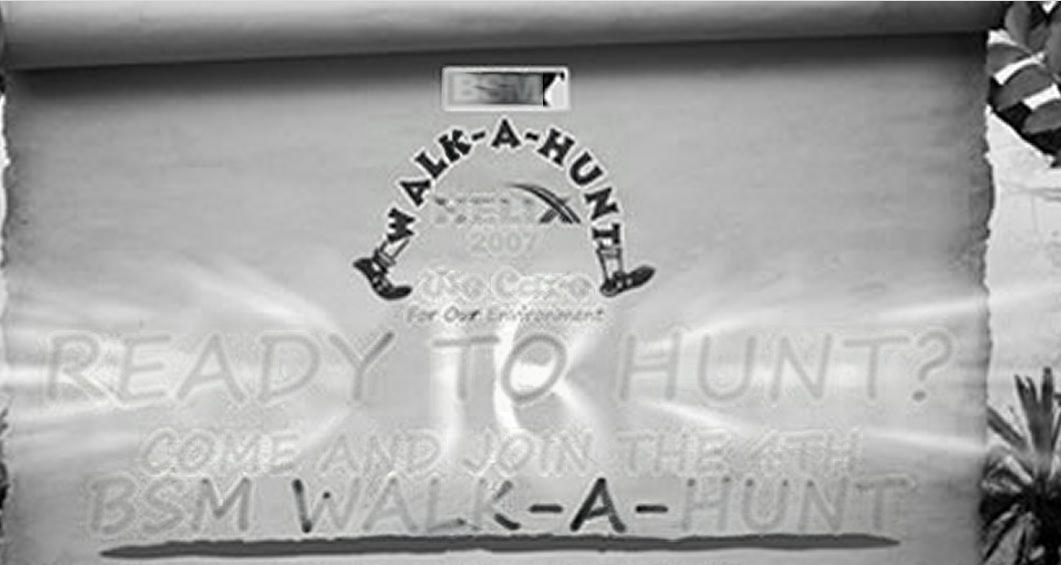 BSM
WALK-A-HUNT
2007
We Care
For Our Environment
READY TO HUNT?
COME AND JOIN THE 4TH
BSM WALK-A-HUNT